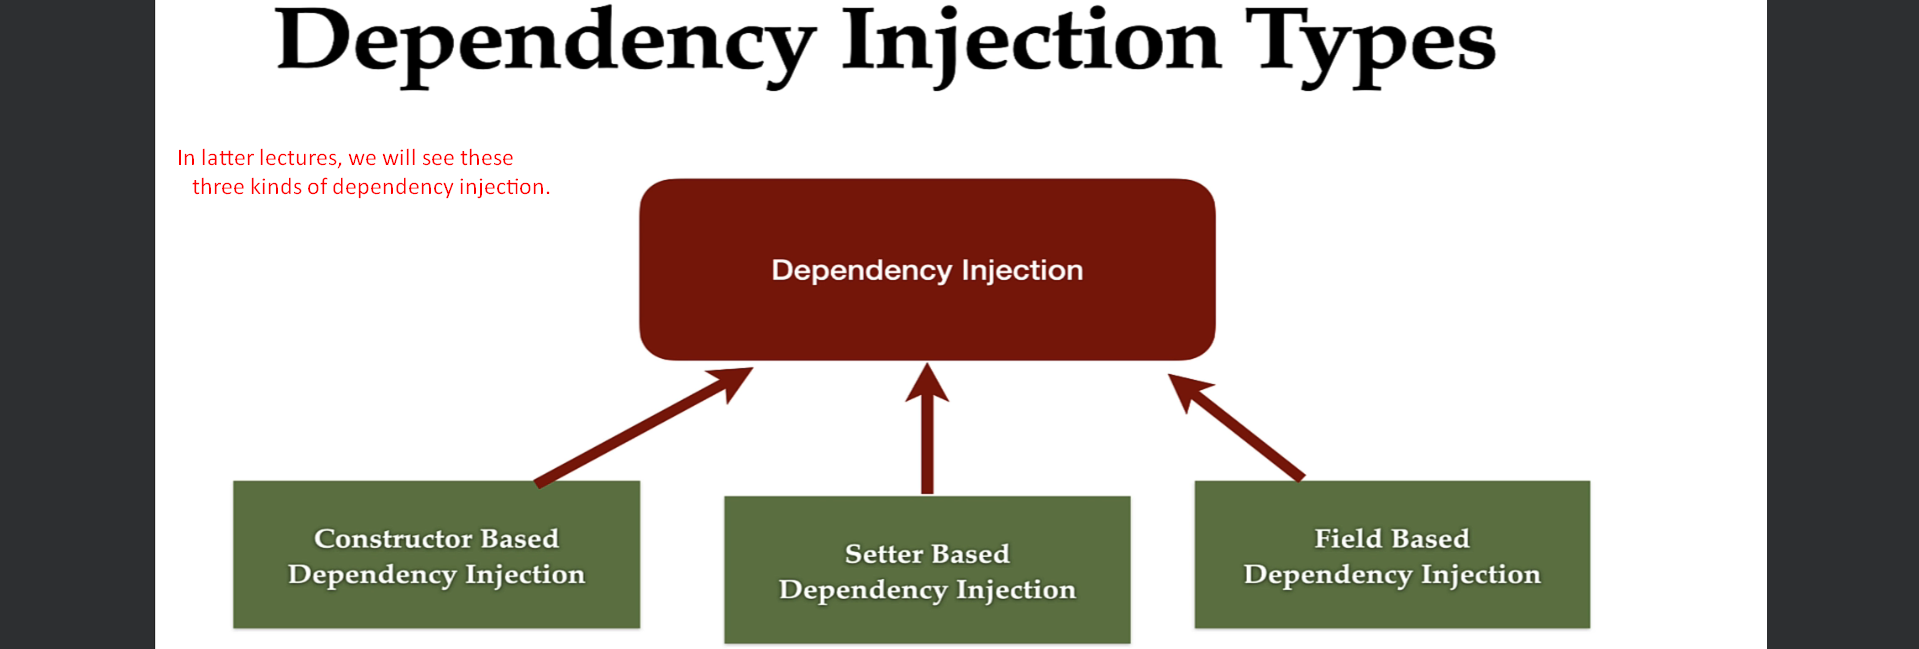 Dependency Injection Types
In latter lectures, we will see these
three kinds of dependency injection.
Dependency Injection
Constructor Based
Dependency Injection
Setter Based
Dependency Injection
Field Based
Dependency Injection